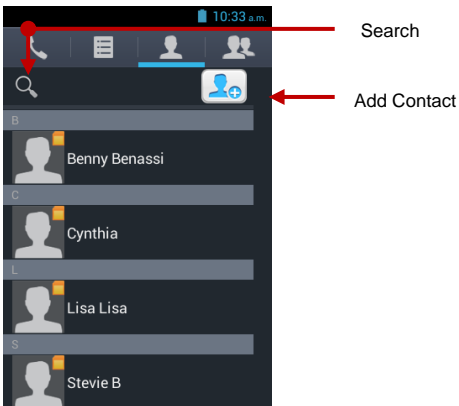 10:33 a.m.
Search
Add Contact
B
Benny Benassi
C
Cynthia
L
Lisa Lisa
S
Stevie B